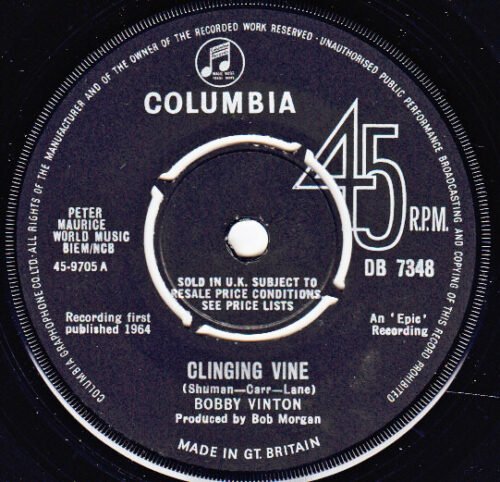 ALL RIGHTS OF THE MANUFACTURER AND OF THE OWNER OF THE RECORDED WORK RESERVED · UNAUTHORISED PUBLIC PERFORMANCE BROADCASTING AND COPYING OF THIS RECORD PROHIBITED
COLUMBIA GRAPHOPHONE CO. LTD.
COLUMBIA
45 R.P.M.
PETER
MAURICE
WORLD MUSIC
BIEM/NCB
45-9705 A
DB 7348
SOLD IN U.K. SUBJECT TO
RESALE PRICE CONDITIONS,
SEE PRICE LISTS
Recording first
published 1964
An 'Epic'
Recording
CLINGING VINE
(Shuman—Carr—Lane)
BOBBY VINTON
Produced by Bob Morgan
MADE IN GT. BRITAIN